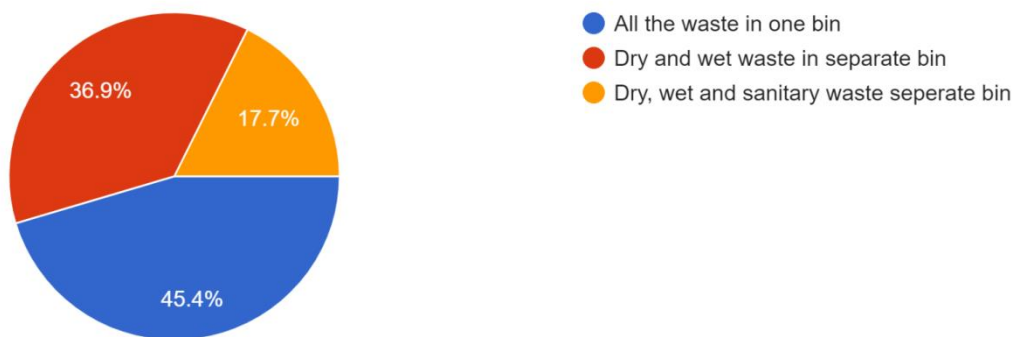 All the waste in one bin
Dry and wet waste in separate bin
Dry, wet and sanitary waste seperate bin
36.9%
17.7%
45.4%